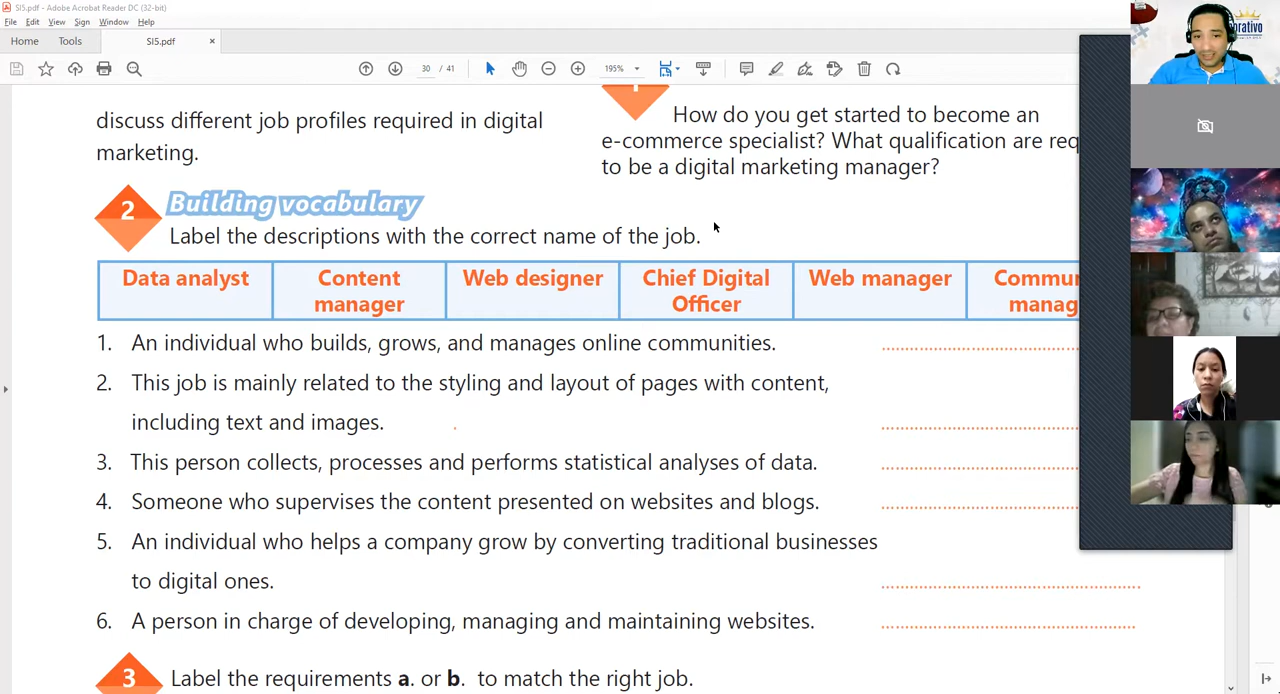 SI5.pdf - Adobe Acrobat Reader DC (32-bit)
File Edit View Sign Window Help
Home Tools SI5.pdf ×
30 / 41 195%
orativo
discuss different job profiles required in digital
marketing.
How do you get started to become an
e-commerce specialist? What qualification are req
to be a digital marketing manager?
2 Building vocabulary
Label the descriptions with the correct name of the job.
Data analyst
Content
manager
Web designer
Chief Digital
Officer
Web manager
Commun
manag
1. An individual who builds, grows, and manages online communities.
2. This job is mainly related to the styling and layout of pages with content,
including text and images.
3. This person collects, processes and performs statistical analyses of data.
4. Someone who supervises the content presented on websites and blogs.
5. An individual who helps a company grow by converting traditional businesses
to digital ones.
6. A person in charge of developing, managing and maintaining websites.
3 Label the requirements a. or b. to match the right job.